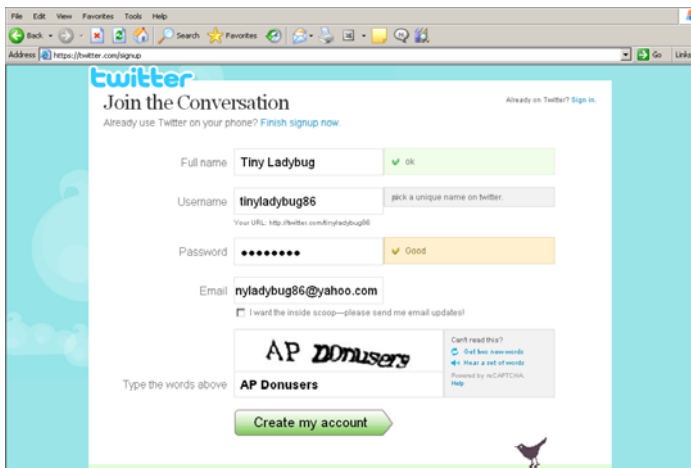 File Edit View Favorites Tools Help
Back Search Favorites
Address https://twitter.com/signup Go Links
twitter
Join the Conversation
Already on Twitter? Sign in.
Already use Twitter on your phone? Finish signup now.
Full name Tiny Ladybug ok
Username tinyladybug86 pick a unique name on twitter.
Your URL: http://twitter.com/tinyladybug86
Password •••••••• Good
Email nyladybug86@yahoo.com
I want the inside scoop—please send me email updates!
AP Donusers
Can't read this?
Get two new words
Hear a set of words
Powered by reCAPTCHA.
Help
Type the words above AP Donusers
Create my account